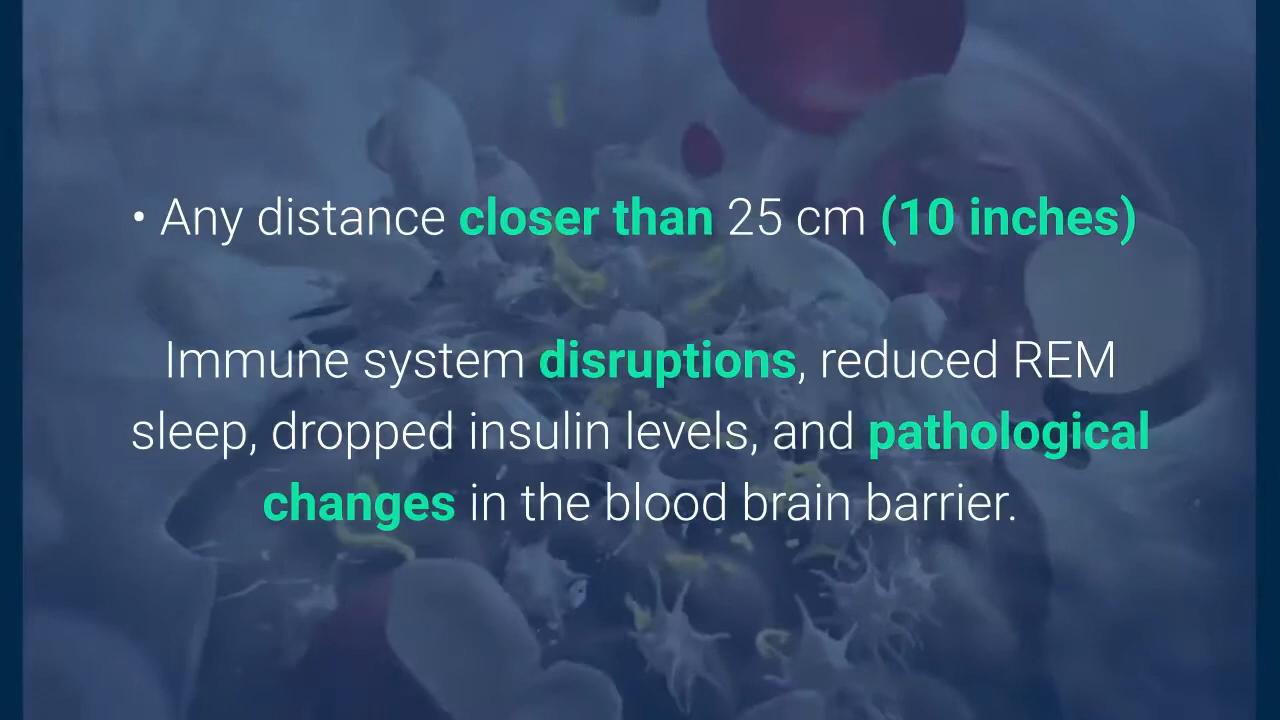 • Any distance closer than 25 cm (10 inches)
Immune system disruptions, reduced REM
sleep, dropped insulin levels, and pathological
changes in the blood brain barrier.